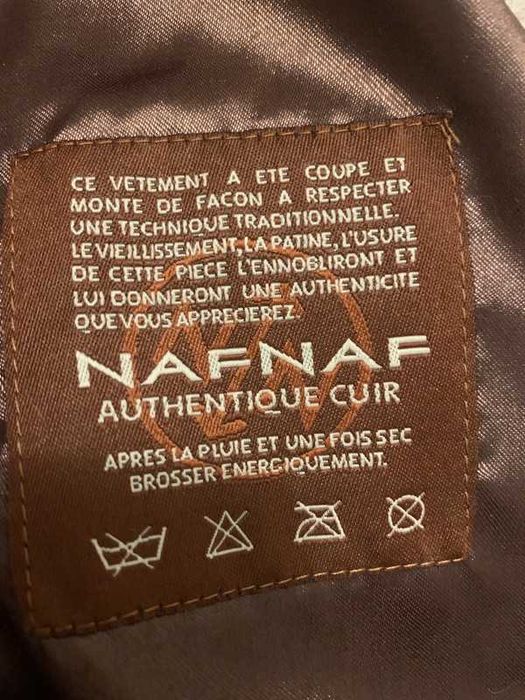 CE VETEMENT A ETE COUPE ET
MONTE DE FACON A RESPECTER
UNE TECHNIQUE TRADITIONNELLE.
LE VIEILLISSEMENT, LA PATINE, L'USURE
DE CETTE PIECE L'ENNOBLIRONT ET
LUI DONNERONT UNE AUTHENTICITE
QUE VOUS APPRECIEREZ.
NAFNAF
AUTHENTIQUE CUIR
APRES LA PLUIE ET UNE FOIS SEC
BROSSER ENERGIQUEMENT.